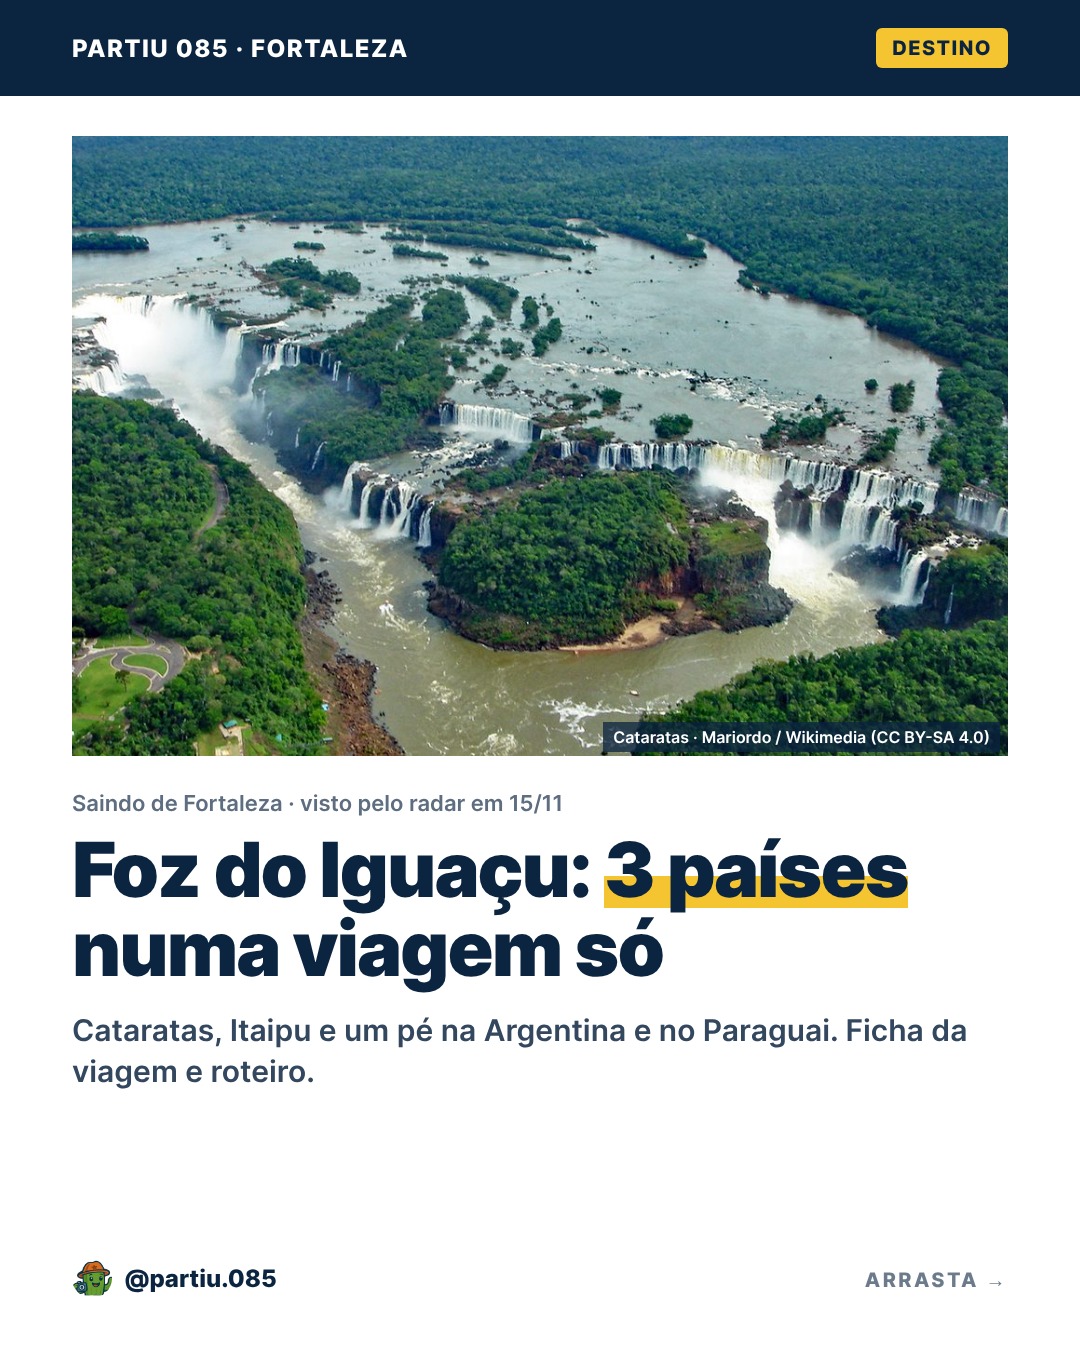 PARTIU 085 · FORTALEZA
DESTINO
Cataratas · Mariordo / Wikimedia (CC BY-SA 4.0)
Saindo de Fortaleza · visto pelo radar em 15/11
Foz do Iguaçu: 3 países
numa viagem só
Cataratas, Itaipu e um pé na Argentina e no Paraguai. Ficha da
viagem e roteiro.
@partiu.085
ARRASTA →